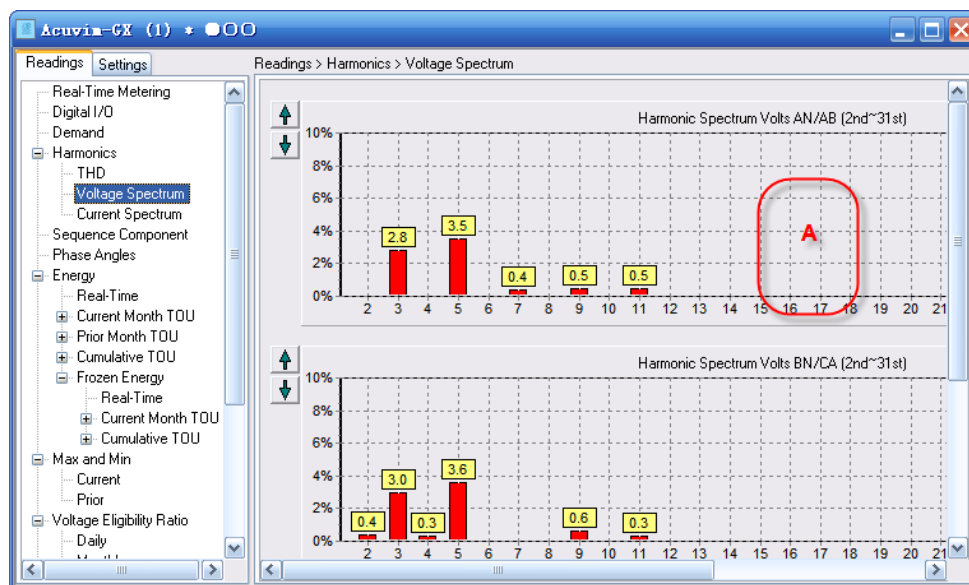 Acuvim-GX (1) *
Readings Settings
Readings > Harmonics > Voltage Spectrum
Real-Time Metering
Digital I/O
Demand
Harmonics
THD
Voltage Spectrum
Current Spectrum
Sequence Component
Phase Angles
Energy
Real-Time
Current Month TOU
Prior Month TOU
Cumulative TOU
Frozen Energy
Real-Time
Current Month TOU
Cumulative TOU
Max and Min
Current
Prior
Voltage Eligibility Ratio
Daily
Harmonic Spectrum Volts AN/AB (2nd~31st)
10%
8%
6%
4%
2%
0%
2.8 3.5 0.4 0.5 0.5
A
2 3 4 5 6 7 8 9 10 11 12 13 14 15 16 17 18 19 20 21
Harmonic Spectrum Volts BN/CA (2nd~31st)
10%
8%
6%
4%
2%
0%
0.4 3.0 0.3 3.6 0.6 0.3
2 3 4 5 6 7 8 9 10 11 12 13 14 15 16 17 18 19 20 21